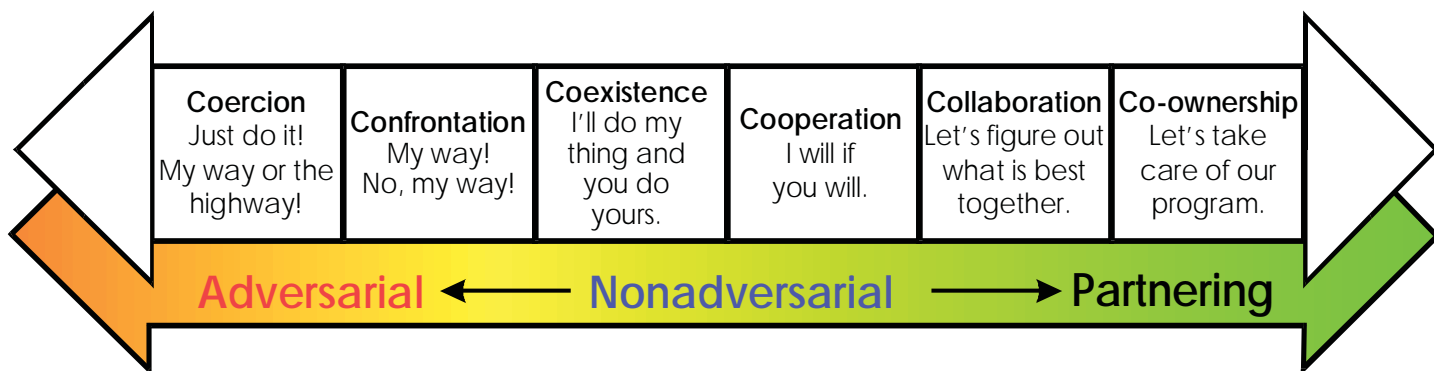 Coercion
Just do it!
My way or the
highway!
Confrontation
My way!
No, my way!
Coexistence
I'll do my
thing and
you do
yours.
Cooperation
I will if
you will.
Collaboration
Let's figure out
what is best
together.
Co-ownership
Let's take
care of our
program.
Adversarial Nonadversarial Partnering